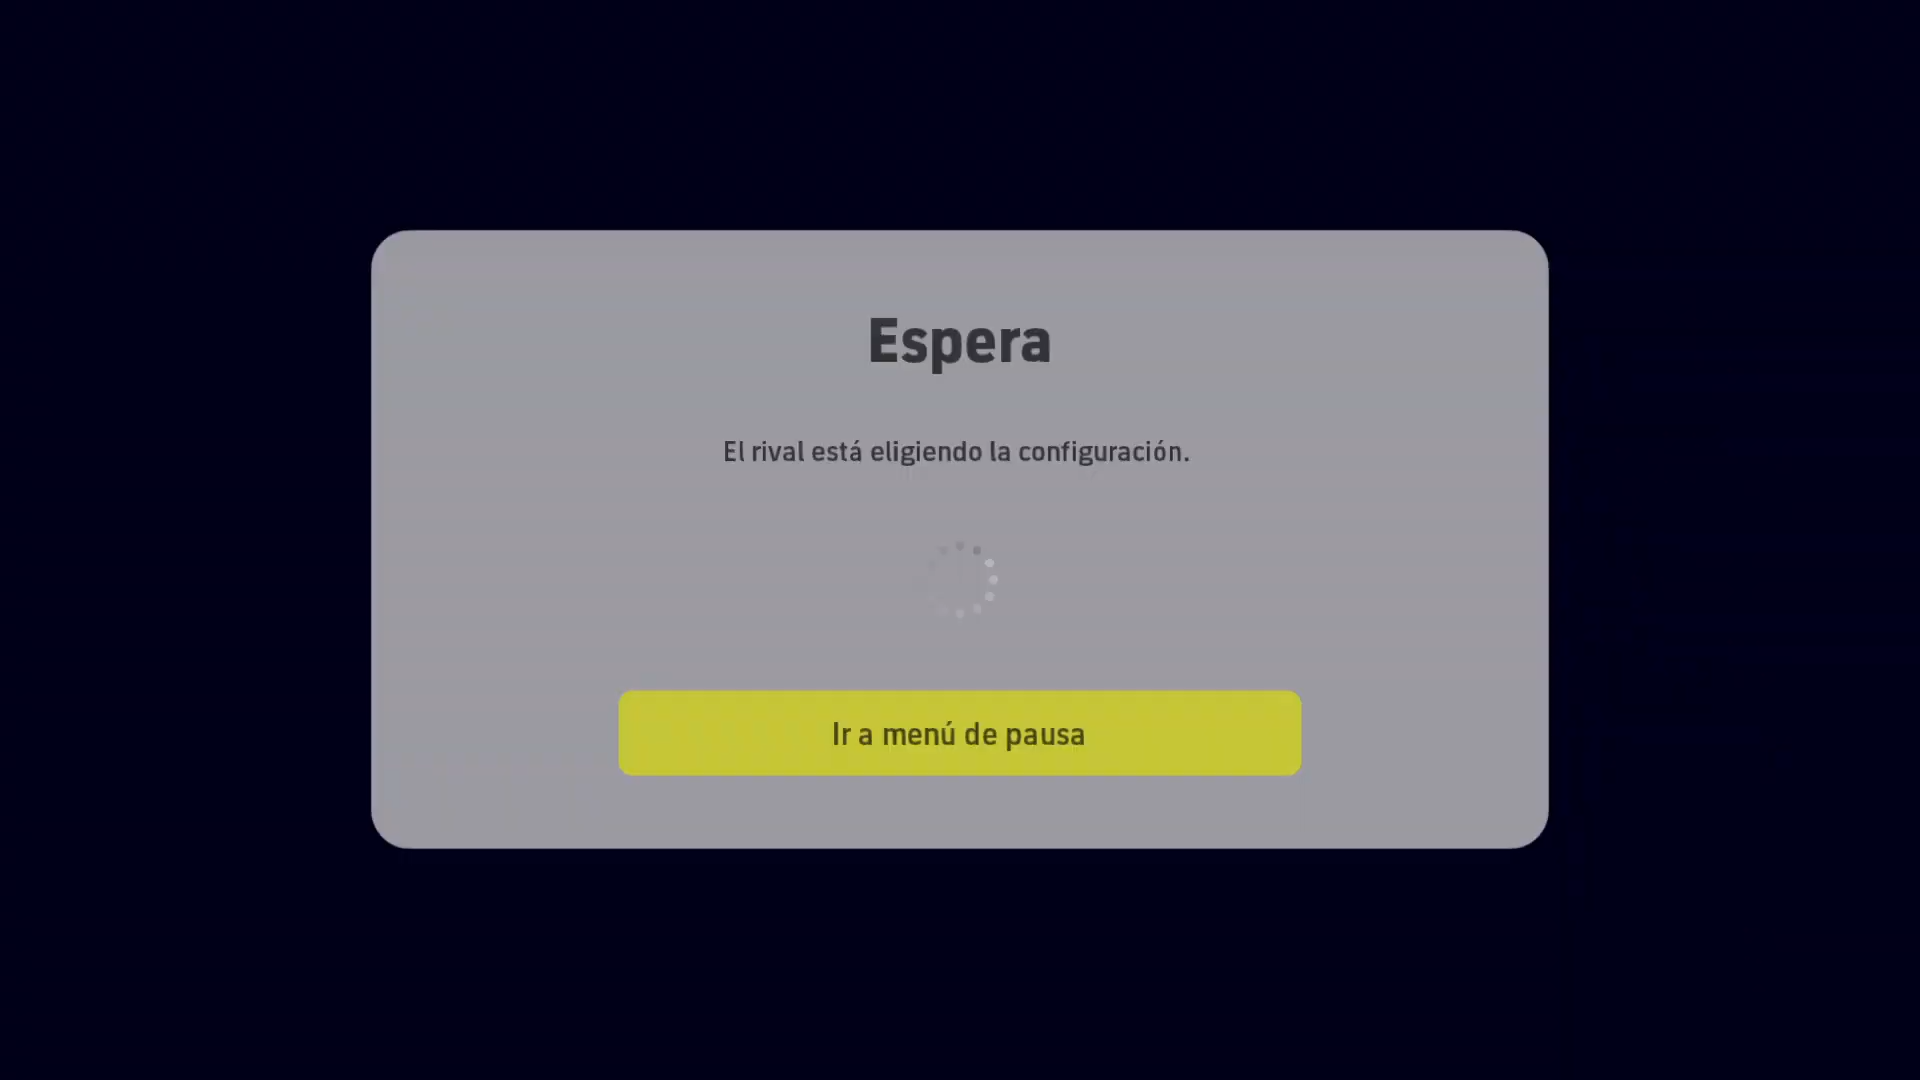 Espera
El rival está eligiendo la configuración.
Ir a menú de pausa